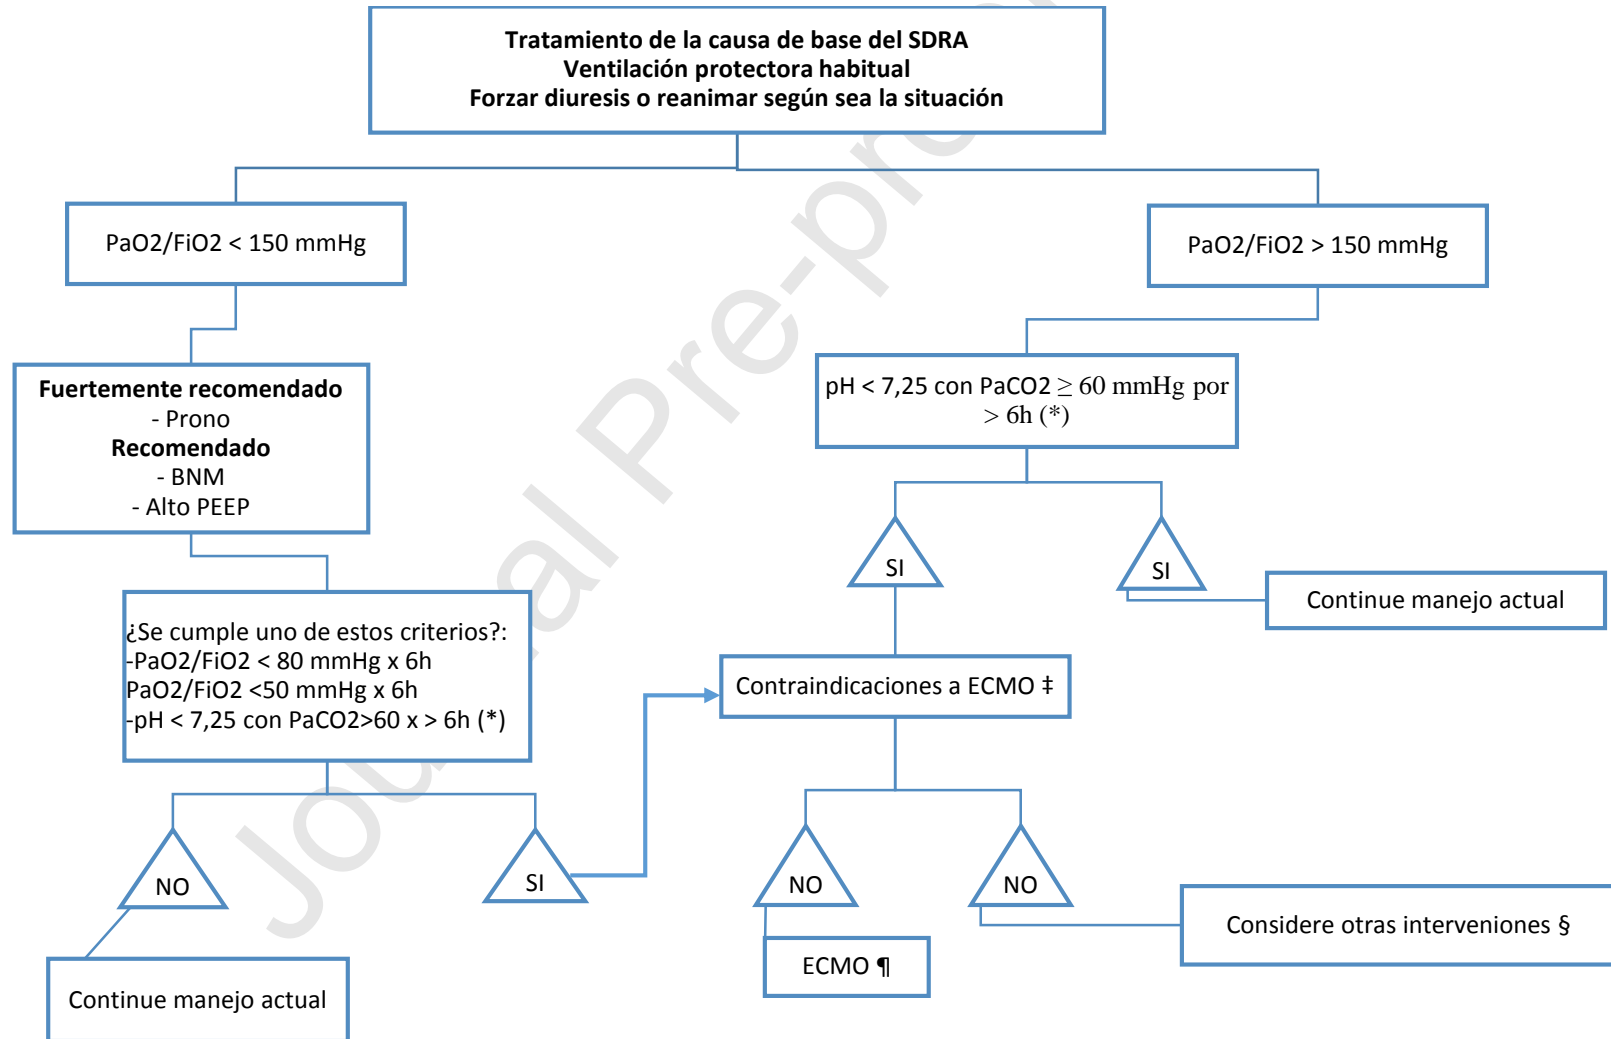 Tratamiento de la causa de base del SDRA
Ventilación protectora habitual
Forzar diuresis o reanimar según sea la situación
PaO2/FiO2 < 150 mmHg
PaO2/FiO2 > 150 mmHg
Fuertemente recomendado
- Prono
Recomendado
- BNM
- Alto PEEP
pH < 7,25 con PaCO2 ≥ 60 mmHg por
> 6h (*)
SI
SI
Continue manejo actual
¿Se cumple uno de estos criterios?:
-PaO2/FiO2 < 80 mmHg x 6h
PaO2/FiO2 <50 mmHg x 6h
-pH < 7,25 con PaCO2>60 x > 6h (*)
Contraindicaciones a ECMO ‡
NO
SI
NO
NO
Continue manejo actual
ECMO ¶
Considere otras interveniones §
Journal Pre-pro